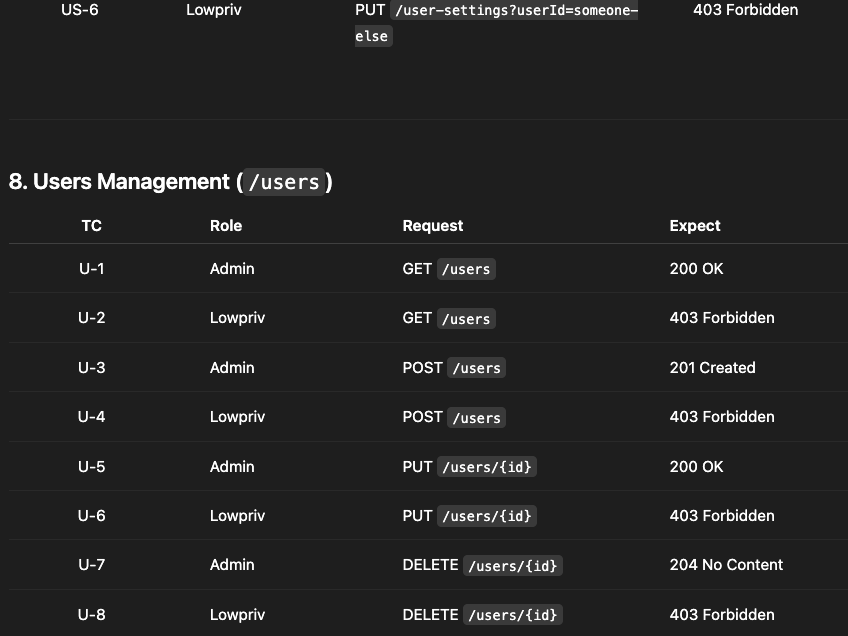 US-6 Lowpriv PUT /user-settings?userId=someone- 403 Forbidden
else
8. Users Management (/users)
TC Role Request Expect
U-1 Admin GET /users 200 OK
U-2 Lowpriv GET /users 403 Forbidden
U-3 Admin POST /users 201 Created
U-4 Lowpriv POST /users 403 Forbidden
U-5 Admin PUT /users/{id} 200 OK
U-6 Lowpriv PUT /users/{id} 403 Forbidden
U-7 Admin DELETE /users/{id} 204 No Content
U-8 Lowpriv DELETE /users/{id} 403 Forbidden